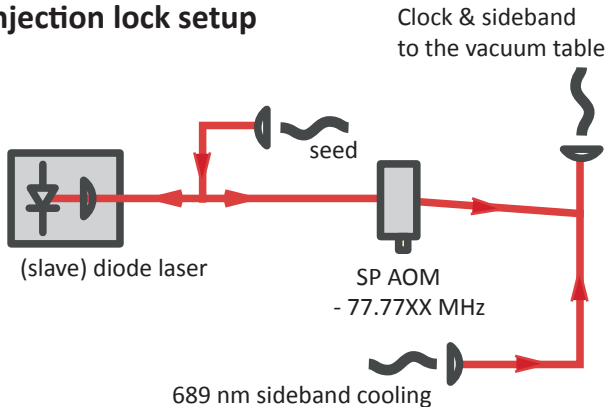 njection lock setup
Clock & sideband
to the vacuum table
seed
(slave) diode laser
SP AOM
- 77.77XX MHz
689 nm sideband cooling